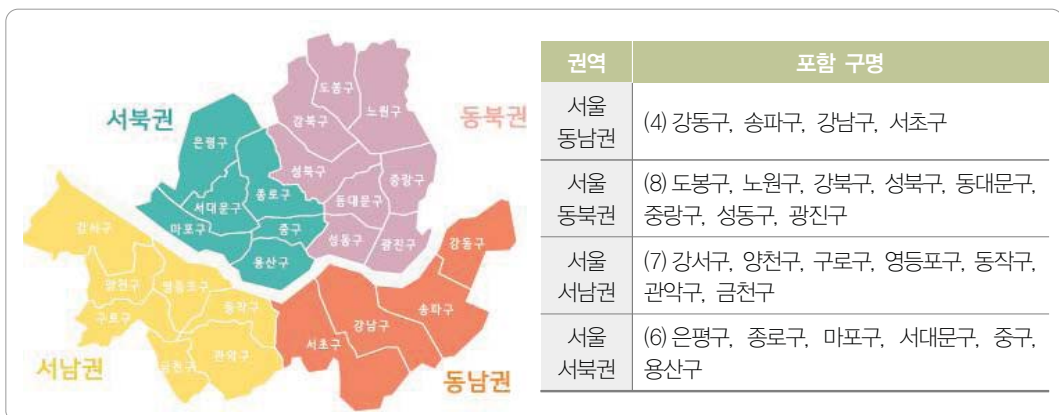 도봉구
노원구
서북권
동북권
강북구
은평구
성북구
중랑구
종로구
서대문구
동대문구
강서구
마포구
중구
성동구
광진구
강동구
용산구
양천구
영등포구
동작구
송파구
구로구
강남구
서초구
관악구
금천구
서남권
동남권
권역 포함 구명
서울
동남권
(4) 강동구, 송파구, 강남구, 서초구
서울
동북권
(8) 도봉구, 노원구, 강북구, 성북구, 동대문구,
중랑구, 성동구, 광진구
서울
서남권
(7) 강서구, 양천구, 구로구, 영등포구, 동작구,
관악구, 금천구
서울
서북권
(6) 은평구, 종로구, 마포구, 서대문구, 중구,
용산구